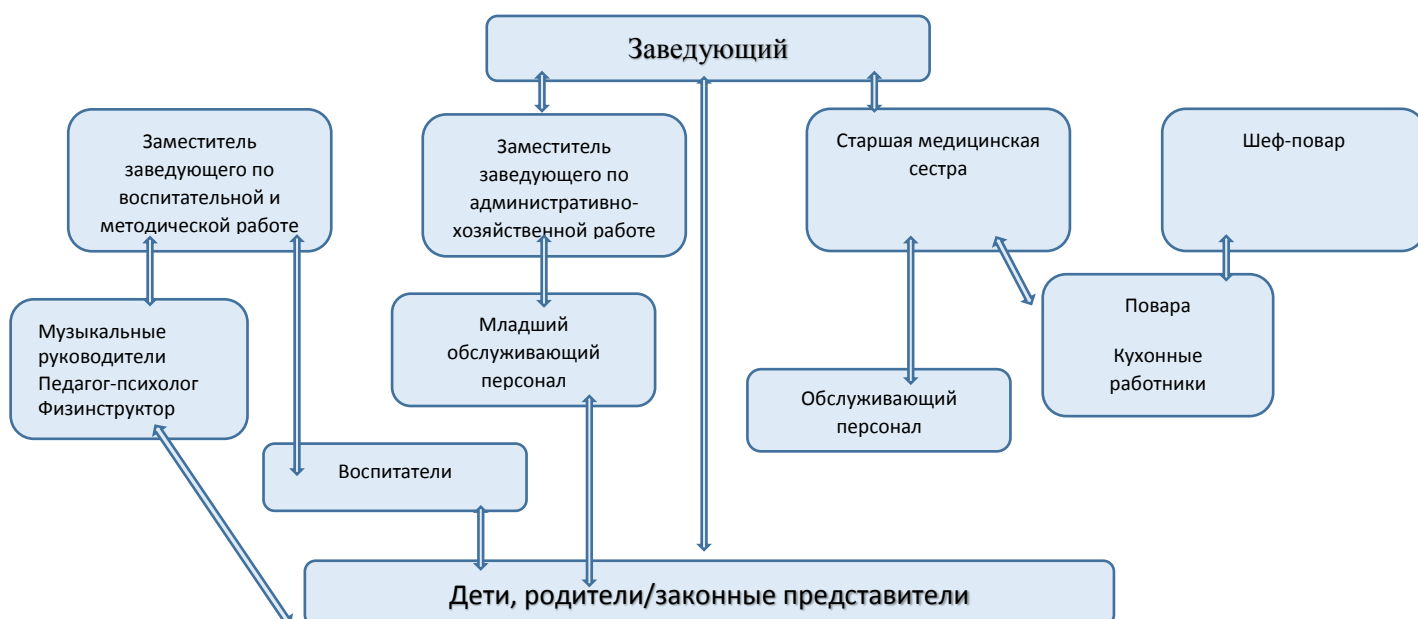 Заведующий
Заместитель
заведующего по
воспитательной и
методической работе
Заместитель
заведующего по
административно-
хозяйственной работе
Старшая медицинская
сестра
Шеф-повар
Музыкальные
руководители
Педагог-психолог
Физинструктор
Младший
обслуживающий
персонал
Повара
Кухонные
работники
Обслуживающий
персонал
Воспитатели
Дети, родители/законные представители